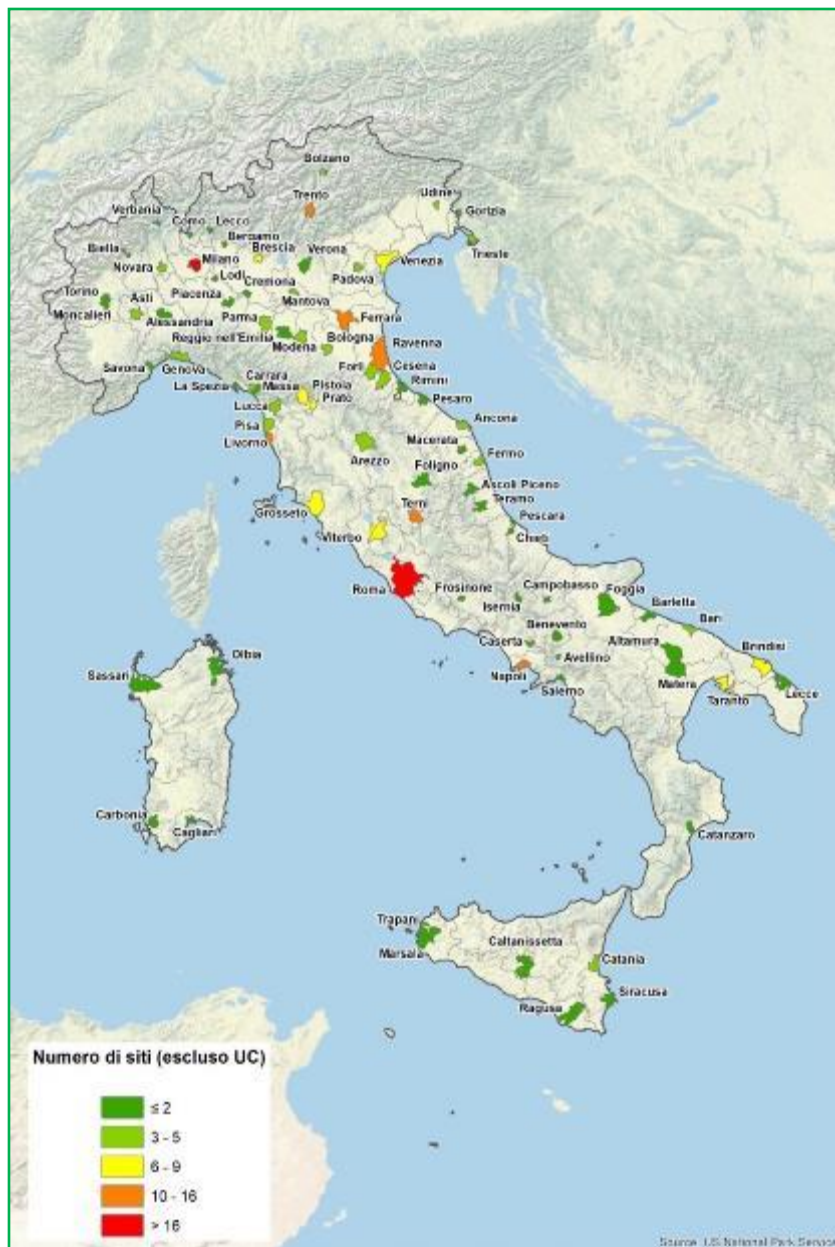 Bolzano
Trento
Udine
Gorizia
Verbania
Como
Lecco
Bergamo
Biella
Milano
Brescia
Verona
Trieste
Novara
Lodi
Cremona
Padova
Venezia
Torino
Asti
Piacenza
Mantova
Moncalieri
Alessandria
Parma
Ferrara
Reggio nell'Emilia
Bologna
Ravenna
Modena
Savona
Genova
Forlì
Cesena
Carrara
Rimini
La Spezia
Massa
Pistoia
Pesaro
Lucca
Prato
Ancona
Pisa
Macerata
Livorno
Arezzo
Fermo
Foligno
Ascoli Piceno
Teramo
Grosseto
Terni
Pescara
Viterbo
Chieti
Roma
Frosinone
Campobasso
Foggia
Isernia
Barletta
Bari
Benevento
Altamura
Brindisi
Caserta
Avellino
Napoli
Matera
Lecce
Salerno
Taranto
Olbia
Sassari
Carbonia
Cagliari
Catanzaro
Trapani
Marsala
Caltanissetta
Catania
Siracusa
Ragusa
Numero di siti (escluso UC)
≤ 2
3 - 5
6 - 9
10 - 16
> 16
Source: US National Park Service